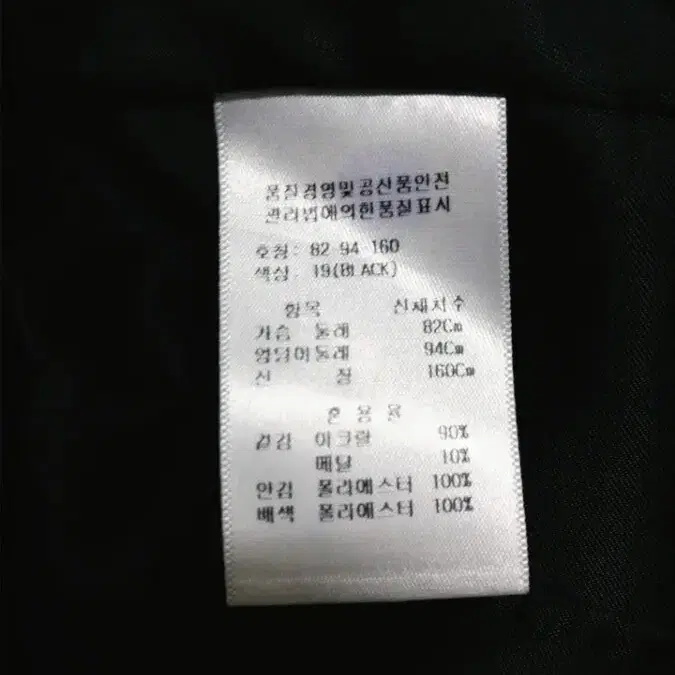 품질경영및공산품안전
관리법에의한품질표시
호칭: 82-94-160
색상: 19(BLACK)
항목 신체치수
가슴 둘레 82Cm
엉덩이둘레 94Cm
신 장 160Cm
혼 용 율
겉감 아크릴 90%
메탈 10%
안감 폴리에스터 100%
배색 폴리에스터 100%